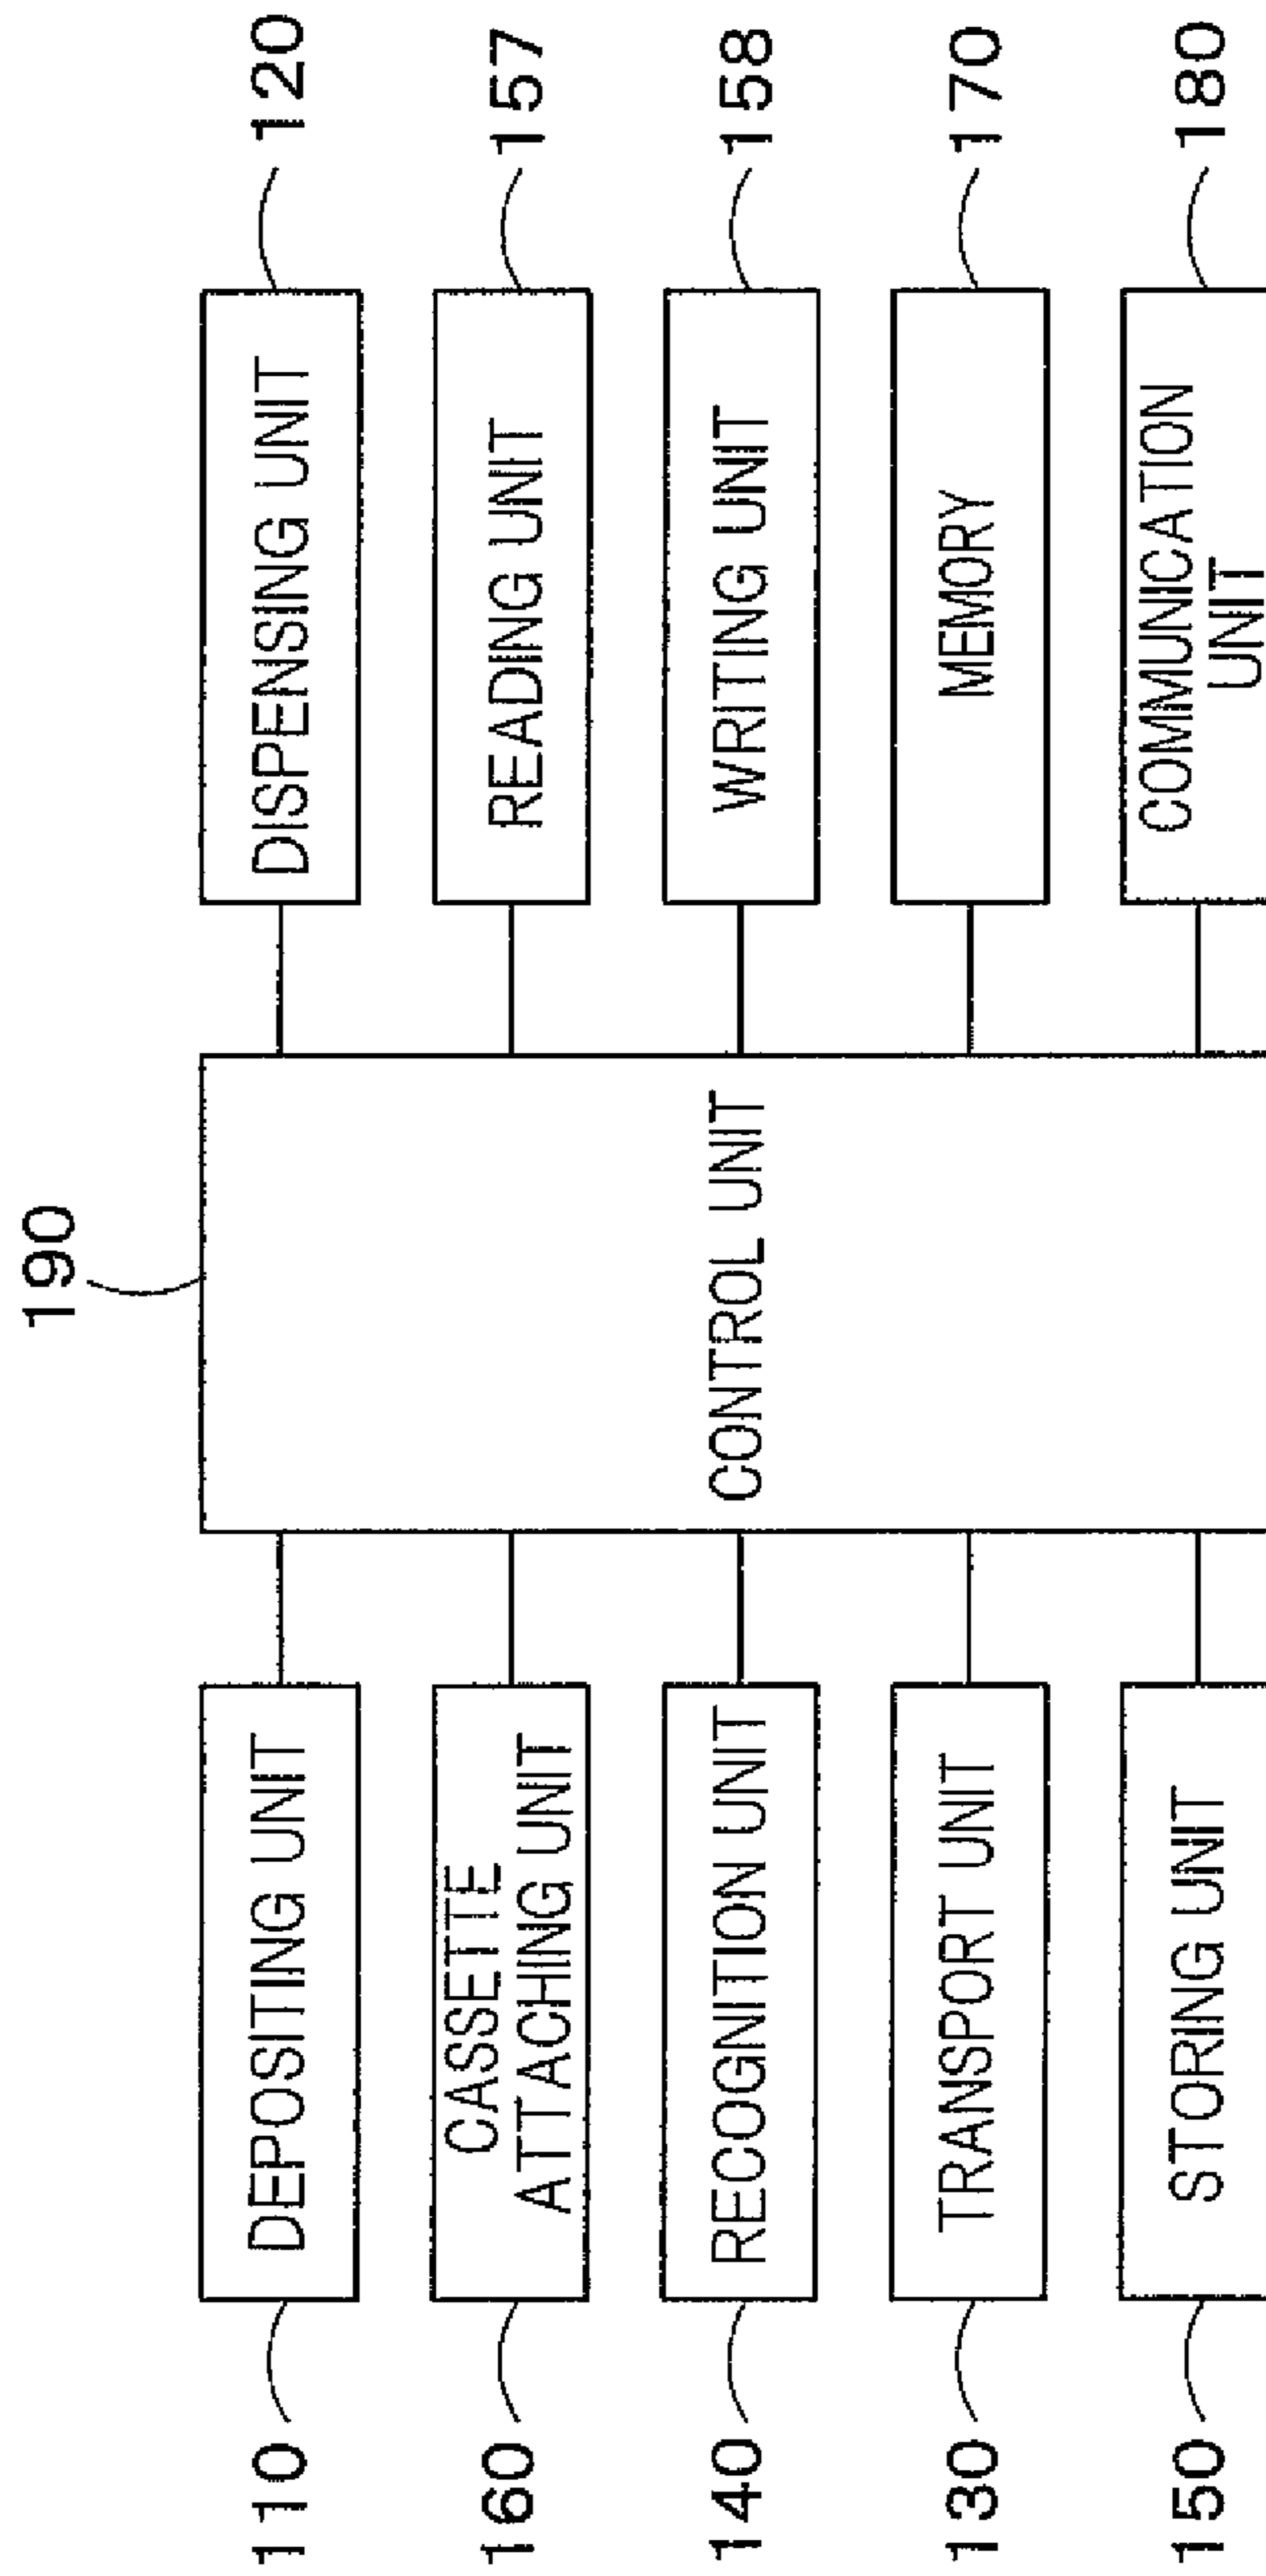 190
110
DEPOSITING UNIT
160
CASSETTE
ATTACHING UNIT
140
RECOGNITION UNIT
130
TRANSPORT UNIT
150
STORING UNIT
CONTROL UNIT
DISPENSING UNIT
120
READING UNIT
157
WRITING UNIT
158
MEMORY
170
COMMUNICATION
UNIT
180